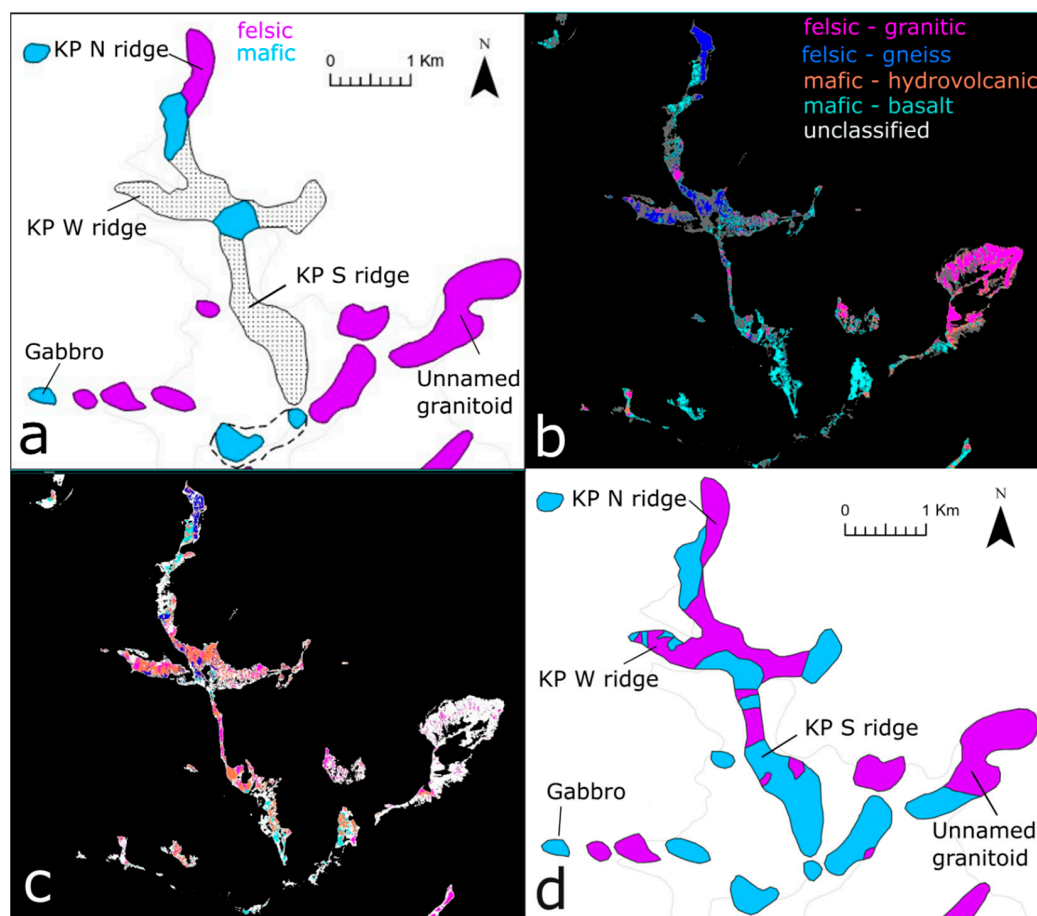 felsic
mafic
KP N ridge
0 1 Km
N
KP W ridge
KP S ridge
Gabbro
Unnamed
granitoid
a
felsic - granitic
felsic - gneiss
mafic - hydrovolcanic
mafic - basalt
unclassified
b
c
KP N ridge
0 1 Km
N
KP W ridge
KP S ridge
Gabbro
Unnamed
granitoid
d